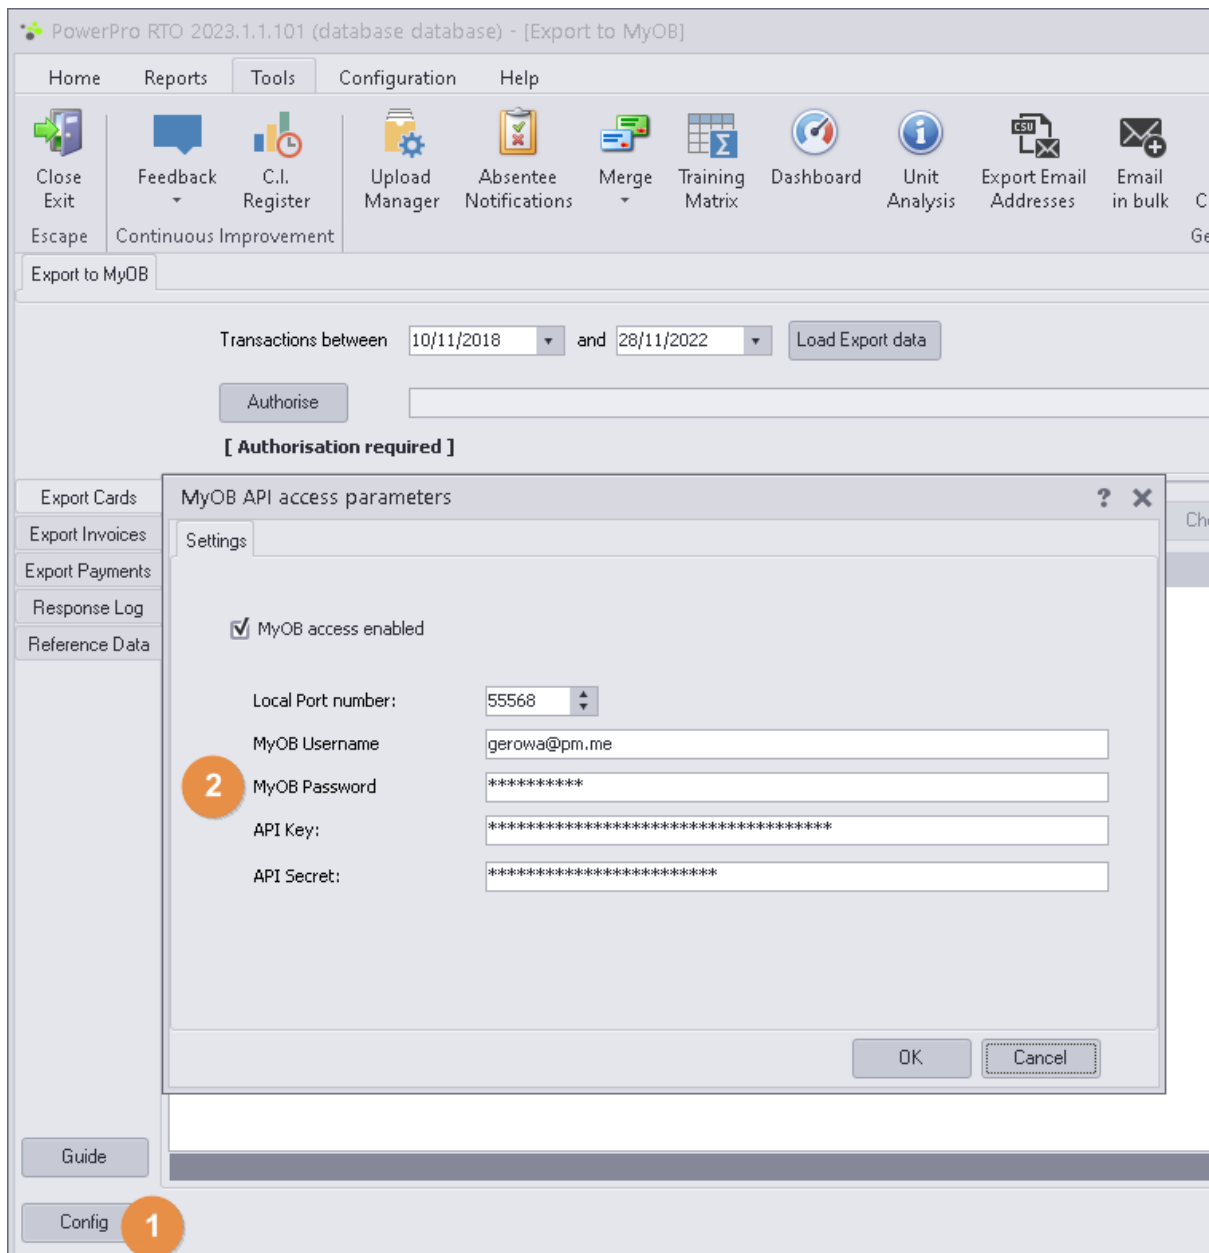 PowerPro RTO 2023.1.1.101 (database database) - [Export to MyOB]
Home Reports Tools Configuration Help
Close Exit
Feedback
C.I. Register
Upload Manager
Absentee Notifications
Merge
Training Matrix
Dashboard
Unit Analysis
CSV
Export Email Addresses
Email in bulk
C
Escape
Continuous Improvement
Ge
Export to MyOB
Transactions between 10/11/2018 and 28/11/2022 Load Export data
Authorise
[ Authorisation required ]
Export Cards
Export Invoices
Export Payments
Response Log
Reference Data
Ch
MyOB API access parameters ?
Settings
MyOB access enabled
Local Port number: 55568
MyOB Username gerowa@pm.me
2 MyOB Password **********
API Key: ************************************
API Secret: ************************
OK Cancel
Guide
Config 1